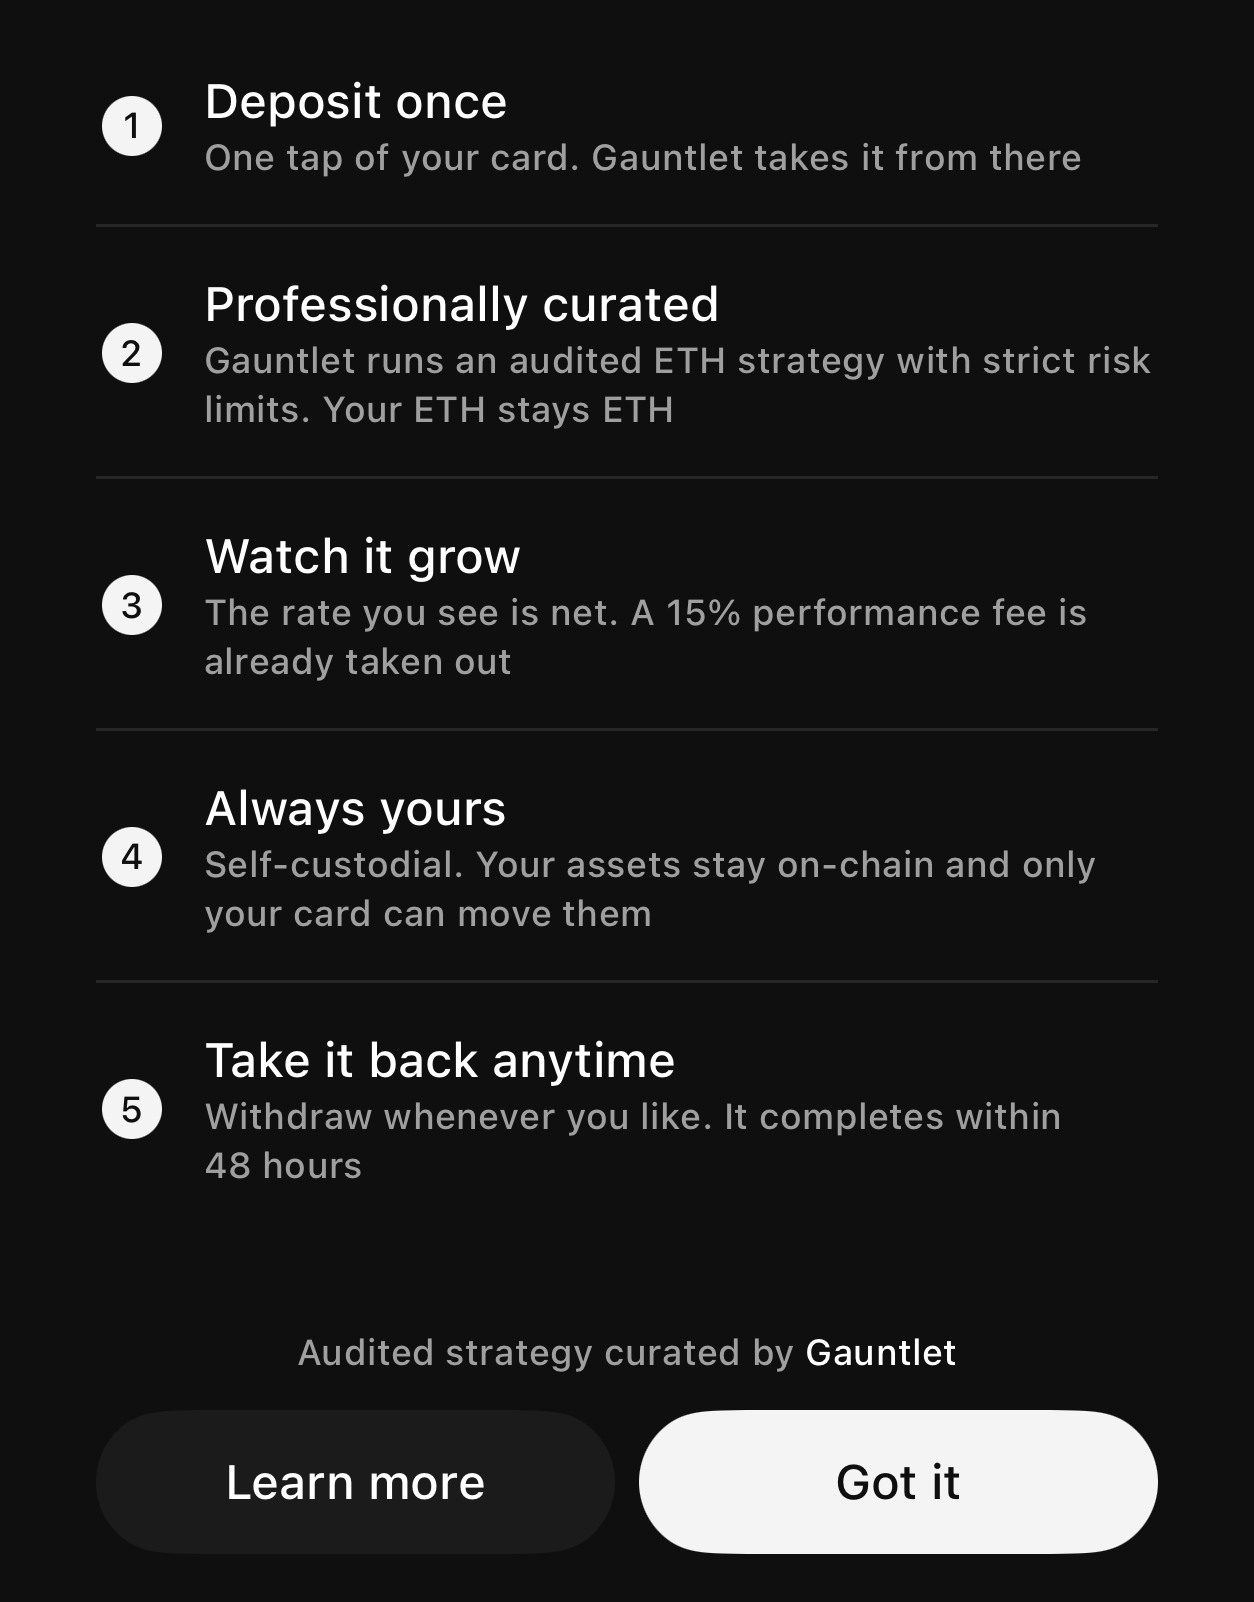 1
Deposit once
One tap of your card. Gauntlet takes it from there
2
Professionally curated
Gauntlet runs an audited ETH strategy with strict risk
limits. Your ETH stays ETH
3
Watch it grow
The rate you see is net. A 15% performance fee is
already taken out
4
Always yours
Self-custodial. Your assets stay on-chain and only
your card can move them
5
Take it back anytime
Withdraw whenever you like. It completes within
48 hours
Audited strategy curated by Gauntlet
Learn more
Got it